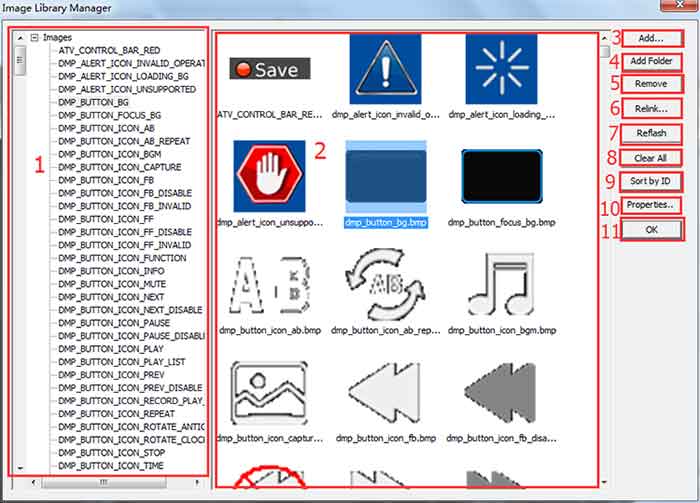 Image Library Manager
Images
ATV_CONTROL_BAR_RED
DMP_ALERT_ICON_INVALID_OPERAT
DMP_ALERT_ICON_LOADING_BG
DMP_ALERT_ICON_UNSUPPORTED
DMP_BUTTON_BG
DMP_BUTTON_FOCUS_BG
DMP_BUTTON_ICON_AB
DMP_BUTTON_ICON_AB_REPEAT
DMP_BUTTON_ICON_BGM
DMP_BUTTON_ICON_CAPTURE
DMP_BUTTON_ICON_FB
DMP_BUTTON_ICON_FB_DISABLE
DMP_BUTTON_ICON_FB_INVALID
DMP_BUTTON_ICON_FF
DMP_BUTTON_ICON_FF_DISABLE
DMP_BUTTON_ICON_FF_INVALID
DMP_BUTTON_ICON_FUNCTION
DMP_BUTTON_ICON_INFO
DMP_BUTTON_ICON_MUTE
DMP_BUTTON_ICON_NEXT
DMP_BUTTON_ICON_NEXT_DISABLE
DMP_BUTTON_ICON_PAUSE
DMP_BUTTON_ICON_PAUSE_DISABL
DMP_BUTTON_ICON_PLAY
DMP_BUTTON_ICON_PLAY_LIST
DMP_BUTTON_ICON_PREV
DMP_BUTTON_ICON_PREV_DISABLE
DMP_BUTTON_ICON_RECORD_PLAY_
DMP_BUTTON_ICON_REPEAT
DMP_BUTTON_ICON_ROTATE_ANTIC
DMP_BUTTON_ICON_ROTATE_CLOC
DMP_BUTTON_ICON_STOP
DMP_BUTTON_ICON_TIME
1
Save
ATV_CONTROL_BAR_RE... dmp_alert_icon_invalid_o... dmp_alert_icon_loading_...
2
dmp_alert_icon_unsuppo... dmp_button_bg.bmp dmp_button_focus_bg.bmp
A B AB
dmp_button_icon_ab.bmp dmp_button_icon_ab_rep... dmp_button_icon_bgm.bmp
dmp_button_icon_captur... dmp_button_icon_fb.bmp dmp_button_icon_fb_disa...
3 Add...
4 Add Folder
5 Remove
6 Relink...
7 Reflash
8 Clear All
9 Sort by ID
10 Properties..
11 OK